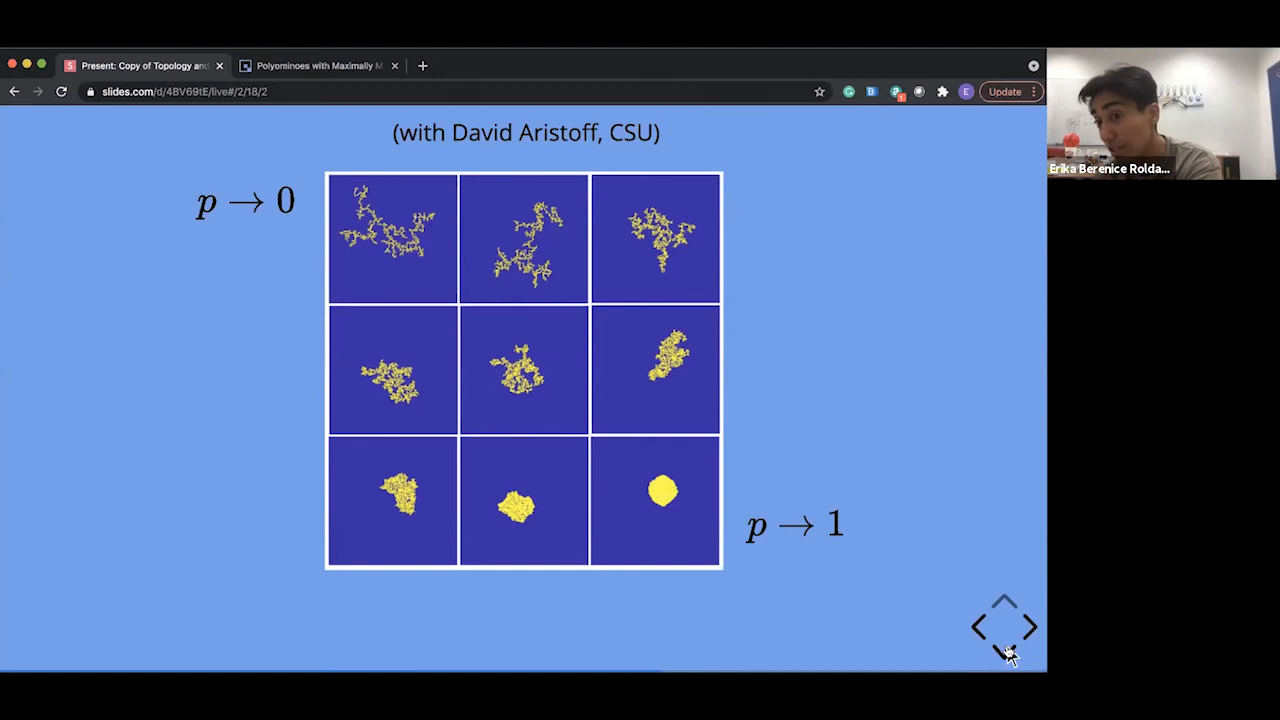 Present: Copy of Topology and
Polyominoes with Maximally M
slides.com/d/4BV69tE/live#/2/18/2
E
Update
(with David Aristoff, CSU)
p → 0
p → 1
Erika Berenice Rolda...